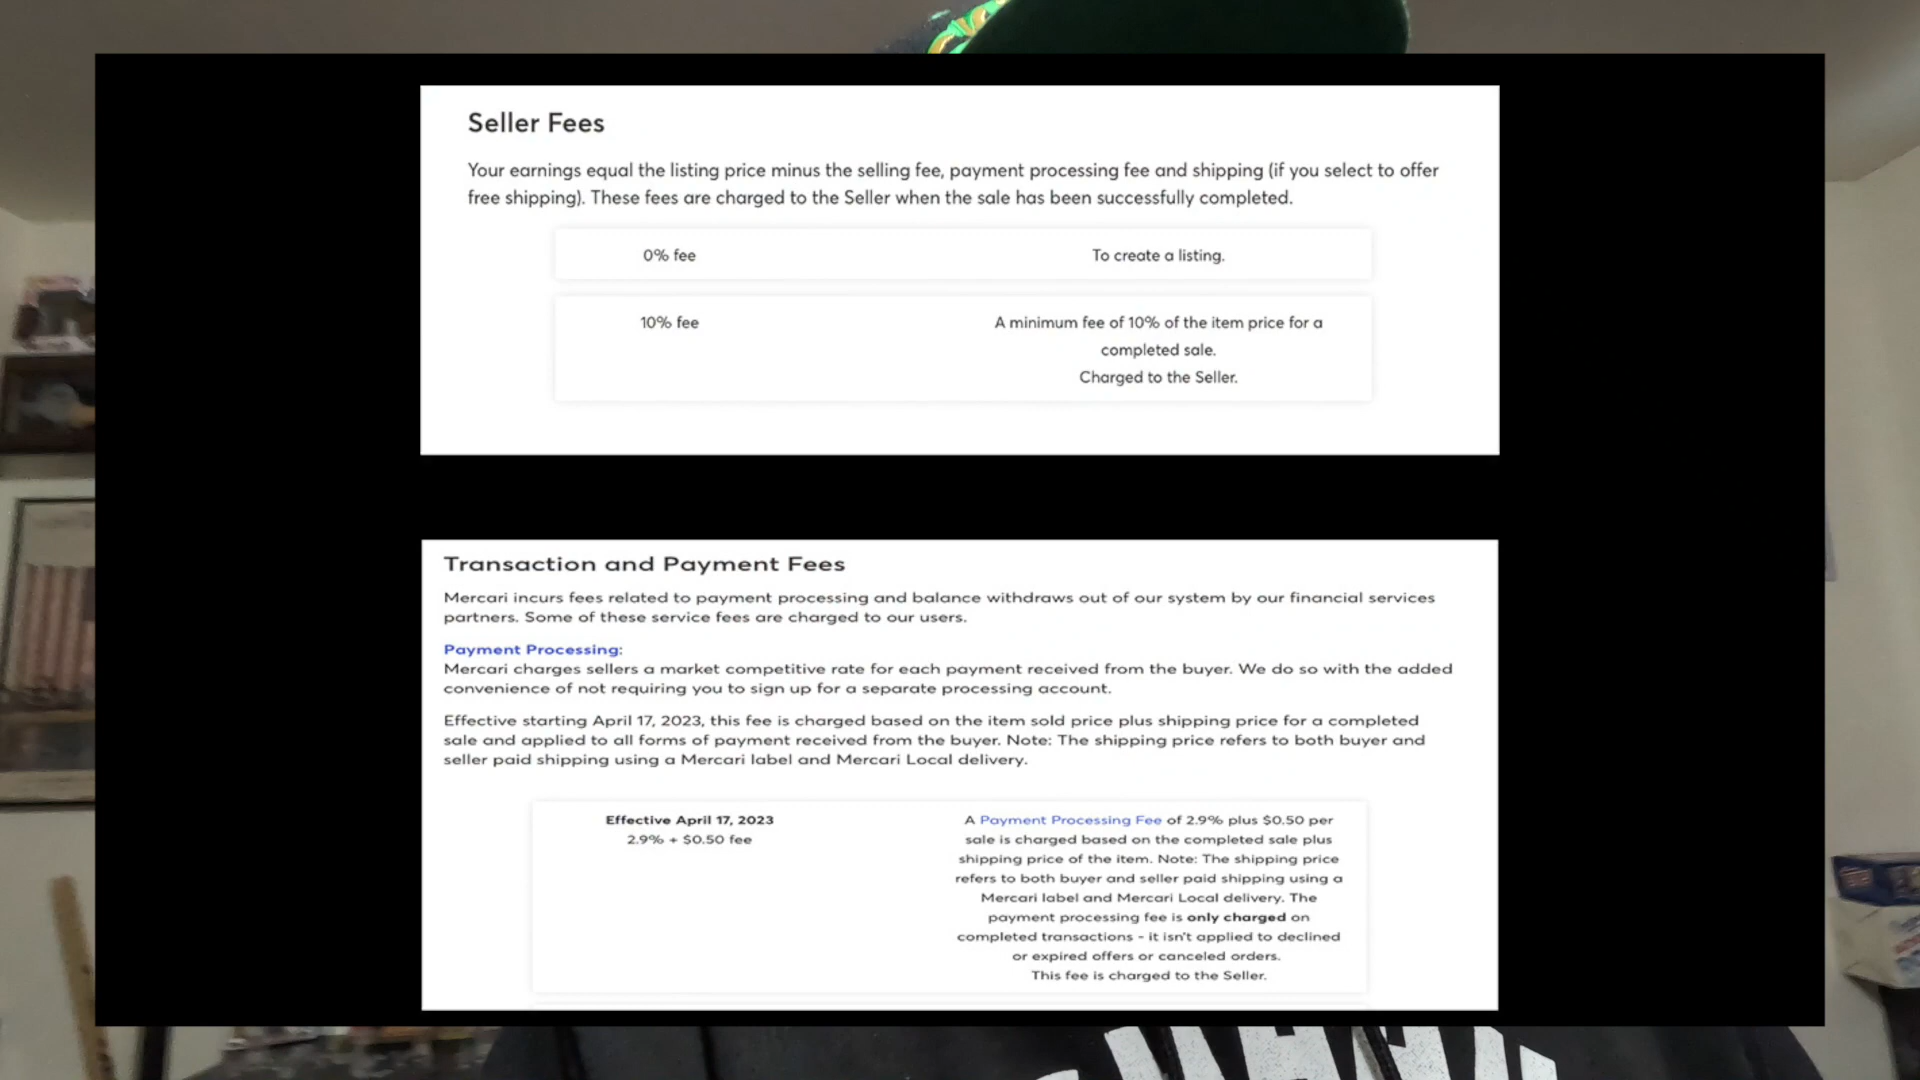 Seller Fees
Your earnings equal the listing price minus the selling fee, payment processing fee and shipping (if you select to offer
free shipping). These fees are charged to the Seller when the sale has been successfully completed.
0% fee
To create a listing.
10% fee
A minimum fee of 10% of the item price for a
completed sale.
Charged to the Seller.
Transaction and Payment Fees
Mercari incurs fees related to payment processing and balance withdraws out of our system by our financial services
partners. Some of these service fees are charged to our users.
Payment Processing:
Mercari charges sellers a market competitive rate for each payment received from the buyer. We do so with the added
convenience of not requiring you to sign up for a separate processing account.
Effective starting April 17, 2023, this fee is charged based on the item sold price plus shipping price for a completed
sale and applied to all forms of payment received from the buyer. Note: The shipping price refers to both buyer and
seller paid shipping using a Mercari label and Mercari Local delivery.
Effective April 17, 2023
2.9% + $0.50 fee
A Payment Processing Fee of 2.9% plus $0.50 per
sale is charged based on the completed sale plus
shipping price of the item. Note: The shipping price
refers to both buyer and seller paid shipping using a
Mercari label and Mercari Local delivery. The
payment processing fee is only charged on
completed transactions - it isn't applied to declined
or expired offers or canceled orders.
This fee is charged to the Seller.